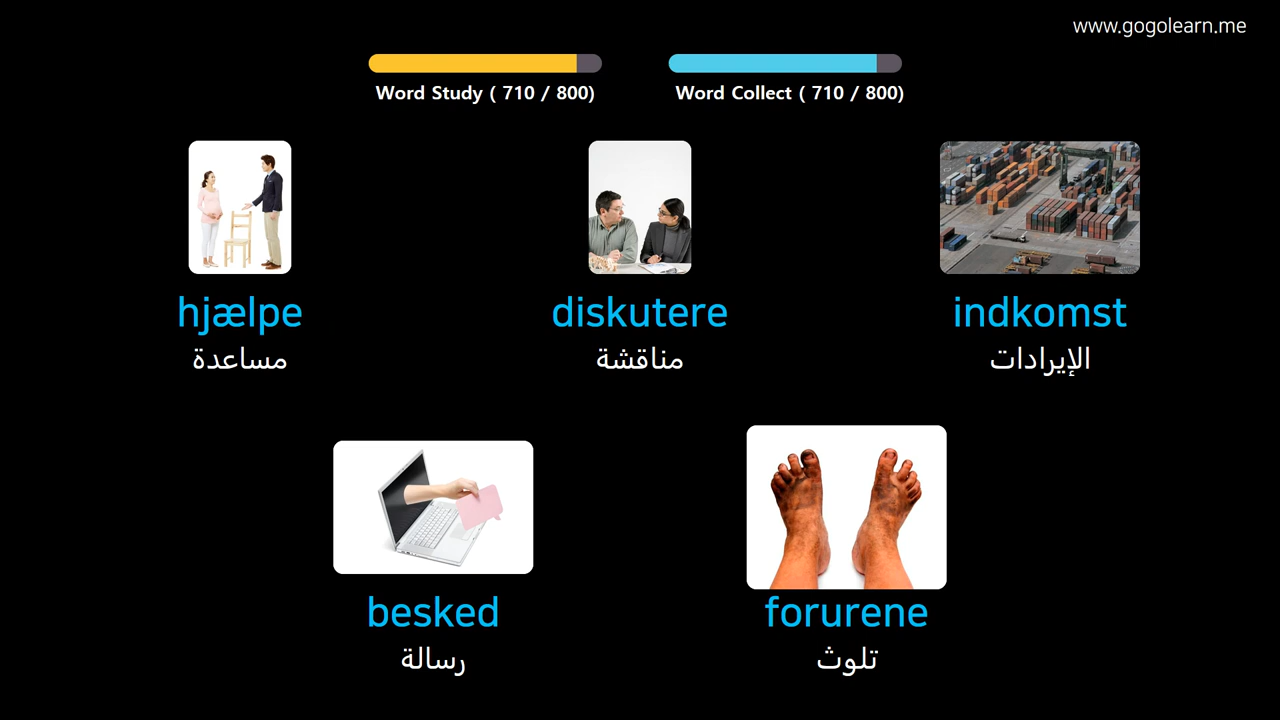 www.gogolearn.me
Word Study ( 710 / 800)
Word Collect ( 710 / 800)
hjælpe
مساعدة
diskutere
مناقشة
indkomst
الإيرادات
besked
رسالة
forurene
تلوث